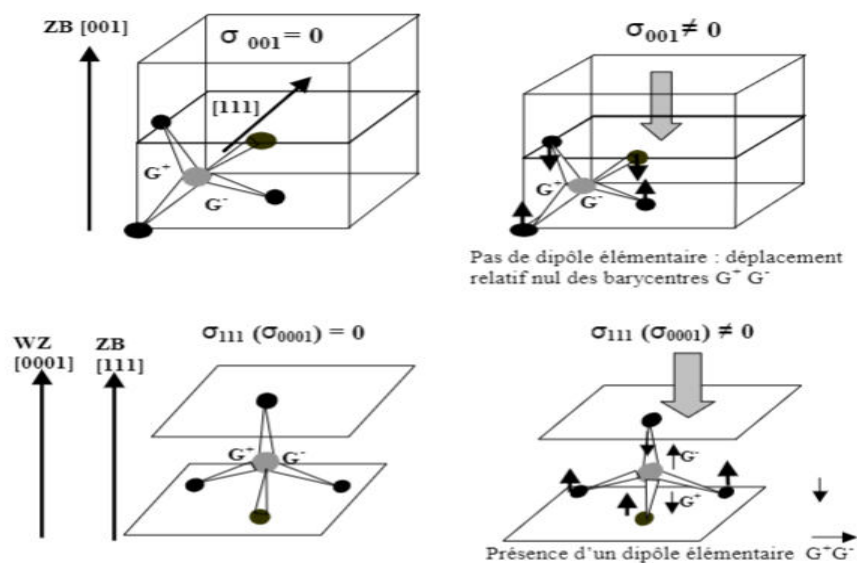 ZB [001]
σ 001 = 0
[111]
G+
G-
σ001 ≠ 0
G+
G-
Pas de dipôle élémentaire : déplacement
relatif nul des barycentres G+ G-
WZ
[0001]
ZB
[111]
σ111 (σ0001) = 0
G+ G-
σ111 (σ0001) ≠ 0
G-
G+
Présence d'un dipôle élémentaire G+G-